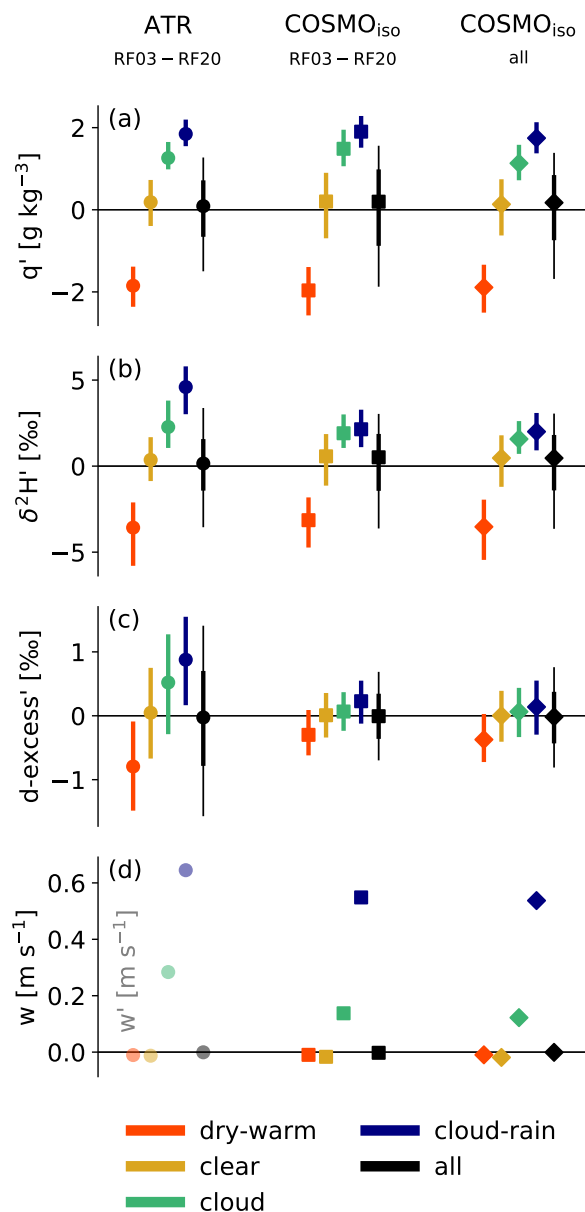 ATR COSMOiso COSMOiso
RF03 − RF20 RF03 − RF20 all
(a)
q' [g kg⁻³]
2
0
−2
(b)
δ²H' [‰]
5
0
−5
(c)
d-excess' [‰]
1
0
−1
(d)
w [m s⁻¹]
w' [m s⁻¹]
0.6
0.4
0.2
0.0
dry-warm cloud-rain
clear all
cloud